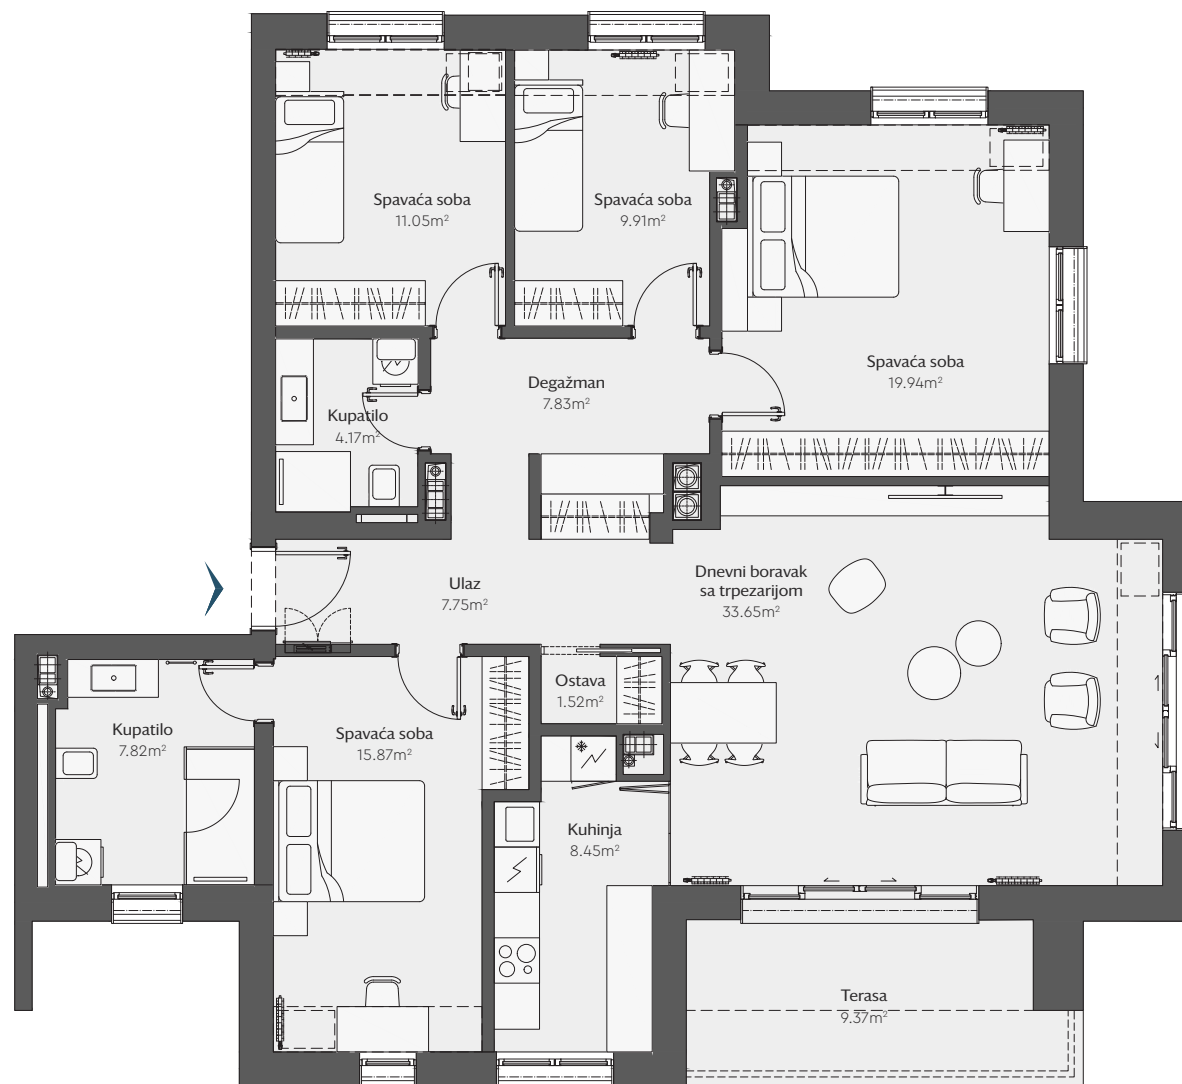 Spavaća soba
11.05m²
Spavaća soba
9.91m²
Spavaća soba
19.94m²
Degažman
7.83m²
Kupatilo
4.17m²
Ulaz
7.75m²
Dnevni boravak
sa trpezarijom
33.65m²
Ostava
1.52m²
Kupatilo
7.82m²
Spavaća soba
15.87m²
Kuhinja
8.45m²
Terasa
9.37m²